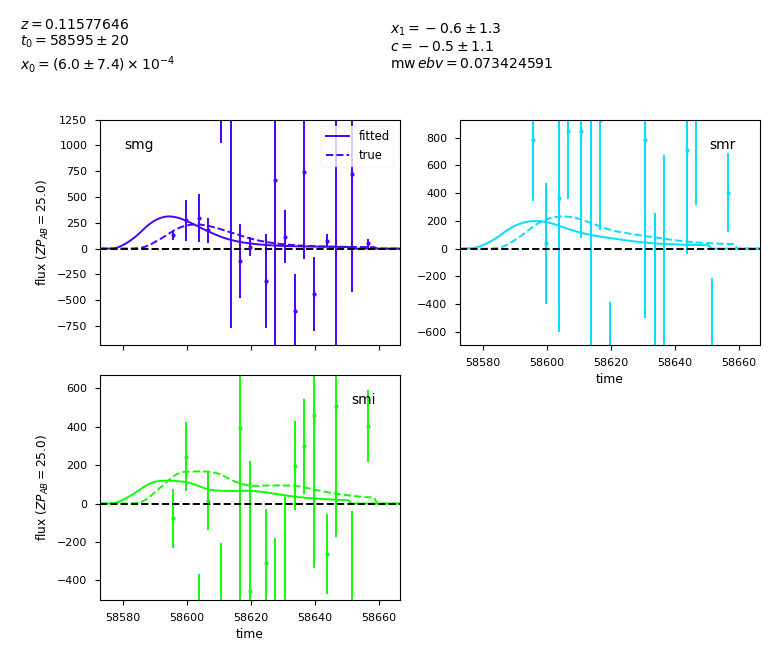 z = 0.11577646
t₀ = 58595 ± 20
x₀ = (6.0 ± 7.4) × 10⁻⁴
x₁ = −0.6 ± 1.3
c = −0.5 ± 1.1
mw ebv = 0.073424591
smg
fitted
true
1250
1000
750
500
250
0
−250
−500
−750
flux (ZP_AB = 25.0)
smr
800
600
400
200
0
−200
−400
−600
58580 58600 58620 58640 58660
time
smi
600
400
200
0
−200
−400
flux (ZP_AB = 25.0)
58580 58600 58620 58640 58660
time